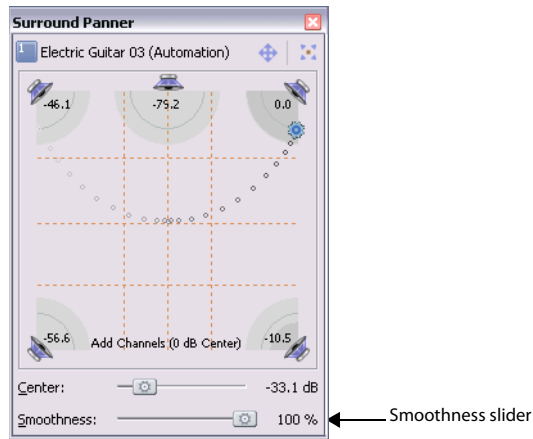 Surround Panner
1 Electric Guitar 03 (Automation)
-46.1 -79.2 0.0
-56.6 Add Channels (0 dB Center) -10.5
Center: -33.1 dB
Smoothness: 100 % Smoothness slider